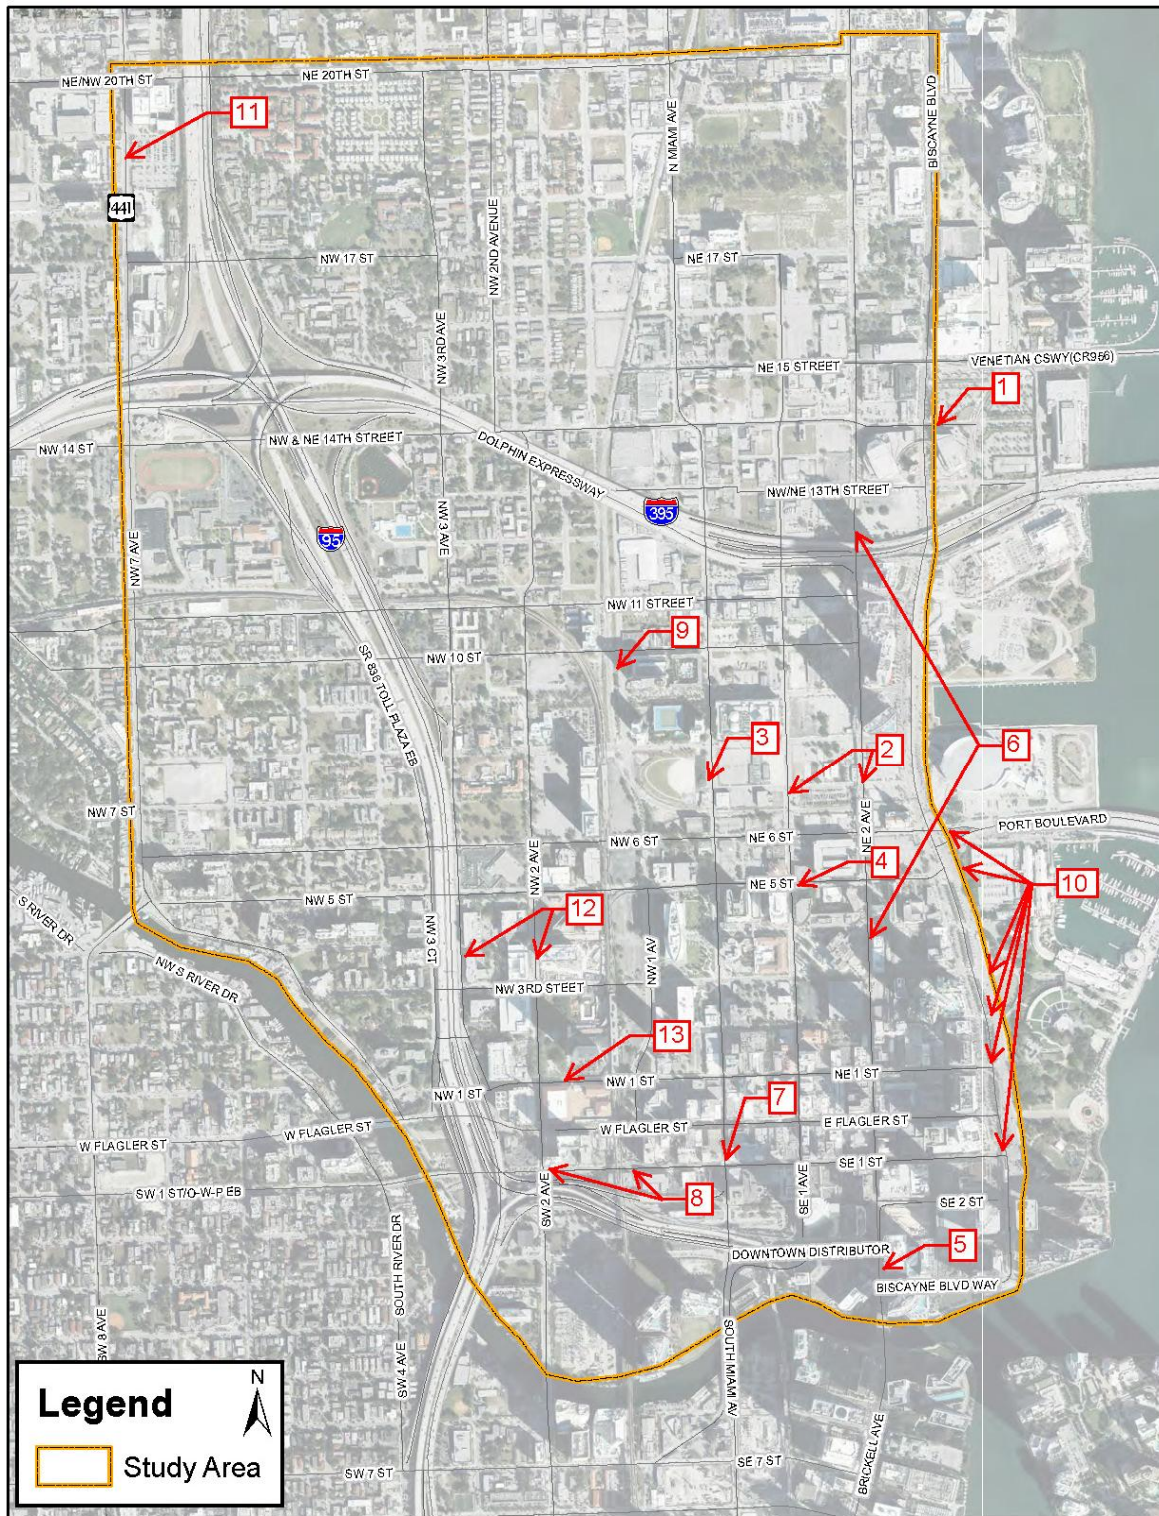 NE/NW 20TH ST
NE 20TH ST
11
N MIAMI AVE
BISCAYNE BLVD
441
NW 2ND AVENUE
NW 17 ST
NE 17 ST
NW 3RD AVE
NE 15 STREET
VENETIAN CSWY(CR956)
1
NW 14 ST
NW & NE 14TH STREET
DOLPHIN EXPRESSWAY
NW/NE 13TH STREET
395
95
NW 3 AVE
NW 7 AVE
NW 11 STREET
9
NW 10 ST
SR 836 TOLL PLAZA EB
3
2
6
NW 7 ST
NW 6 ST
NE 6 ST
NE 2 AVE
PORT BOULEVARD
NW 2 AVE
4
NE 5 ST
10
NW 5 ST
12
S RIVER DR
NW 3 CT
NW 1 AV
NW S RIVER DR
NW 3RD STEET
13
NW 1 ST
NW 1 ST
NE 1 ST
7
W FLAGLER ST
W FLAGLER ST
W FLAGLER ST
E FLAGLER ST
SE 1 ST
SW 1 ST/O-W-P EB
SW 2 AVE
8
SE 1 AVE
SE 2 ST
SOUTH RIVER DR
DOWNTOWN DISTRIBUTOR
5
BISCAYNE BLVD WAY
SW 8 AVE
SW 4 AVE
SOUTH MIAMI AV
BRICKELL AVE
SW 7 ST
SE 7 ST
Legend
N
Study Area